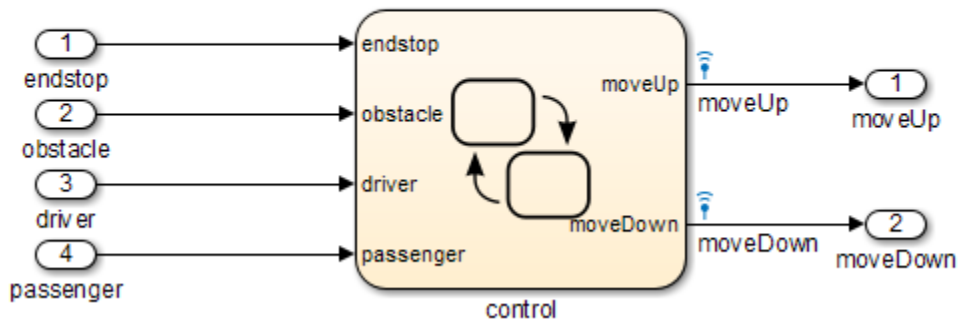 1
endstop
2
obstacle
3
driver
4
passenger
endstop
obstacle
driver
passenger
moveUp
moveDown
control
moveUp
moveDown
1
moveUp
2
moveDown